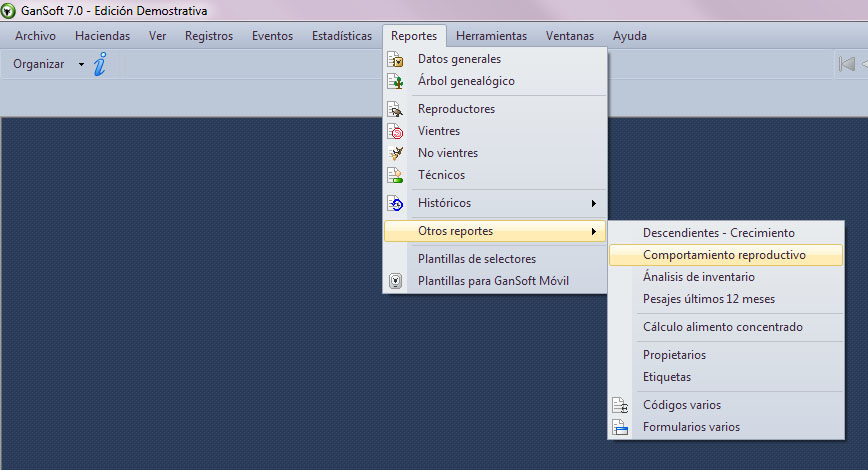 GanSoft 7.0 - Edición Demostrativa
Archivo Haciendas Ver Registros Eventos Estadísticas Reportes Herramientas Ventanas Ayuda
Organizar
Datos generales
Árbol genealógico
Reproductores
Vientres
No vientres
Técnicos
Históricos
Otros reportes
Plantillas de selectores
Plantillas para GanSoft Móvil
Descendientes - Crecimiento
Comportamiento reproductivo
Ánalisis de inventario
Pesajes últimos 12 meses
Cálculo alimento concentrado
Propietarios
Etiquetas
Códigos varios
Formularios varios